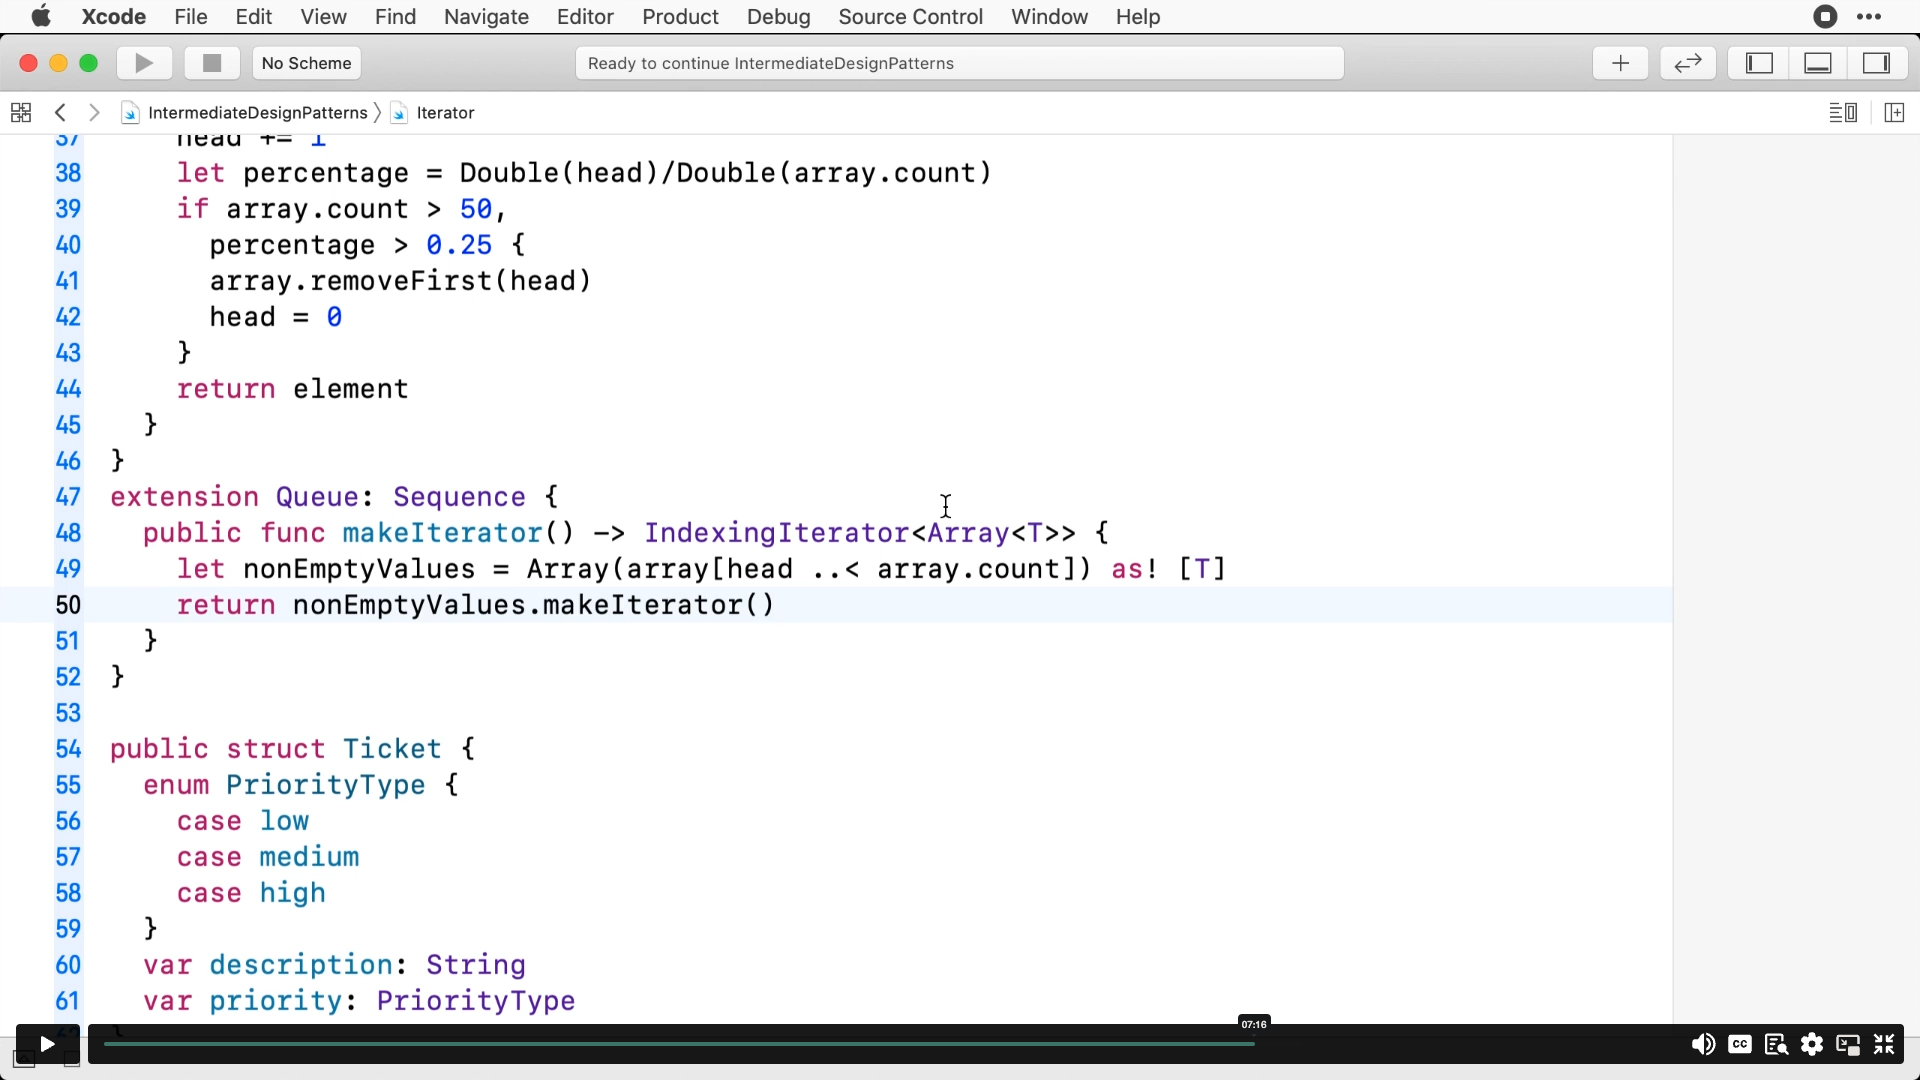 Xcode File Edit View Find Navigate Editor Product Debug Source Control Window Help
No Scheme
Ready to continue IntermediateDesignPatterns
IntermediateDesignPatterns
Iterator
37 head += 1
38 let percentage = Double(head)/Double(array.count)
39 if array.count > 50,
40 percentage > 0.25 {
41 array.removeFirst(head)
42 head = 0
43 }
44 return element
45 }
46 }
47 extension Queue: Sequence {
48 public func makeIterator() -> IndexingIterator<Array<T>> {
49 let nonEmptyValues = Array(array[head ..< array.count]) as! [T]
50 return nonEmptyValues.makeIterator()
51 }
52 }
53
54 public struct Ticket {
55 enum PriorityType {
56 case low
57 case medium
58 case high
59 }
60 var description: String
61 var priority: PriorityType
07:16
CC